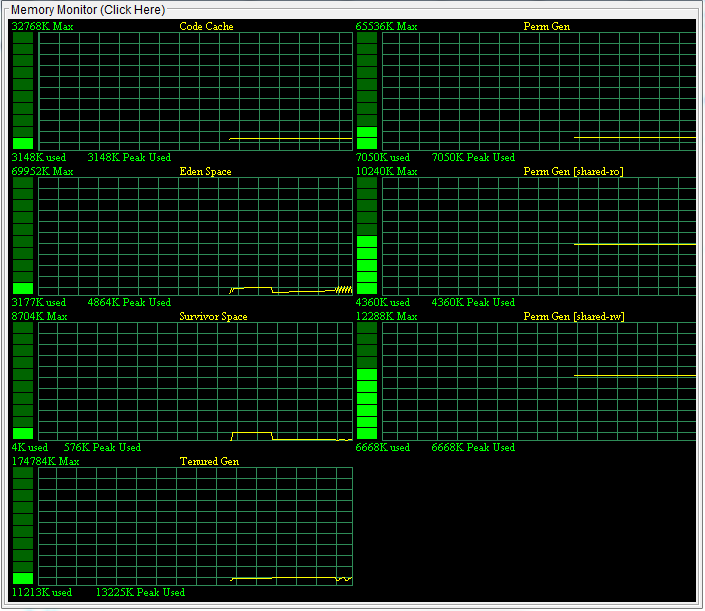 Memory Monitor (Click Here)
32768K Max
Code Cache
3148K used
3148K Peak Used
65536K Max
Perm Gen
7050K used
7050K Peak Used
69952K Max
Eden Space
3177K used
4864K Peak Used
10240K Max
Perm Gen [shared-ro]
4360K used
4360K Peak Used
8704K Max
Survivor Space
4K used
576K Peak Used
12288K Max
Perm Gen [shared-rw]
6668K used
6668K Peak Used
174784K Max
Tenured Gen
11213K used
13225K Peak Used